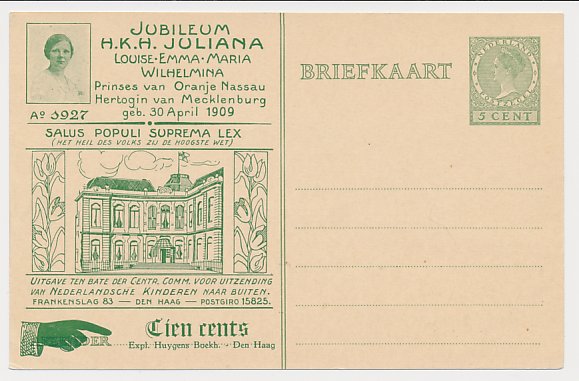 JUBILEUM
H.K.H. JULIANA
LOUISE·EMMA·MARIA
WILHELMINA
Prinses van Oranje Nassau
Hertogin van Mecklenburg
geb. 30 April 1909
Aº 1927
SALUS POPULI SUPREMA LEX
(HET HEIL DES VOLKS ZIJ DE HOOGSTE WET)
UITGAVE TEN BATE DER CENTR. COMM. VOOR UITZENDING
VAN NEDERLANDSCHE KINDEREN NAAR BUITEN.
FRANKENSLAG 83 — DEN HAAG — POSTGIRO 15825.
Tien cents
Expl. Huygens Boekh. - Den Haag
BRIEFKAART
NEDERLAND
POSTZEGEL
5 CENT